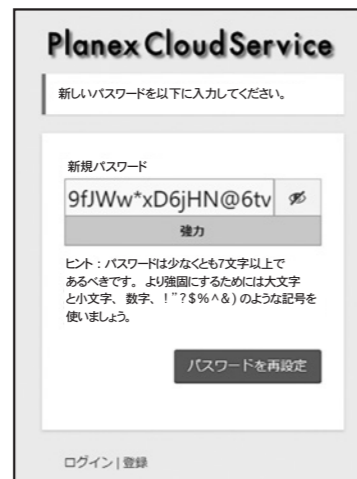 Planex CloudService
新しいパスワードを以下に入力してください。
新規パスワード
9fJWw*xD6jHN@6tv
強力
ヒント：パスワードは少なくとも7文字以上で
あるべきです。 より強固にするためには大文字
と小文字、 数字、 ! " ? $ % ^ & ) のような記号を
使いましょう。
パスワードを再設定
ログイン | 登録